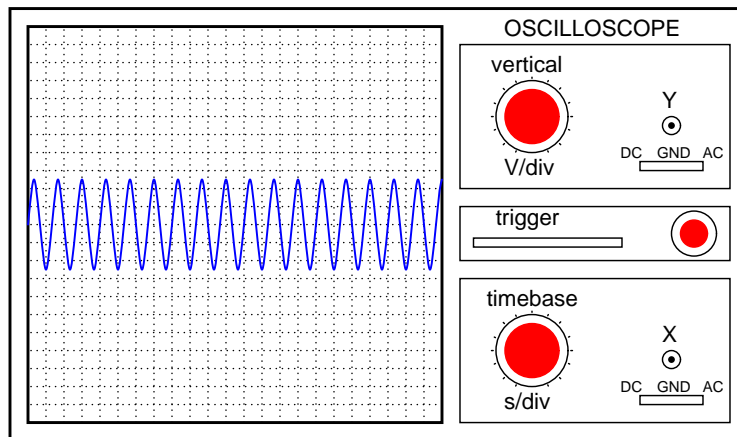 OSCILLOSCOPE
vertical
V/div
Y
DC GND AC
trigger
timebase
s/div
X
DC GND AC